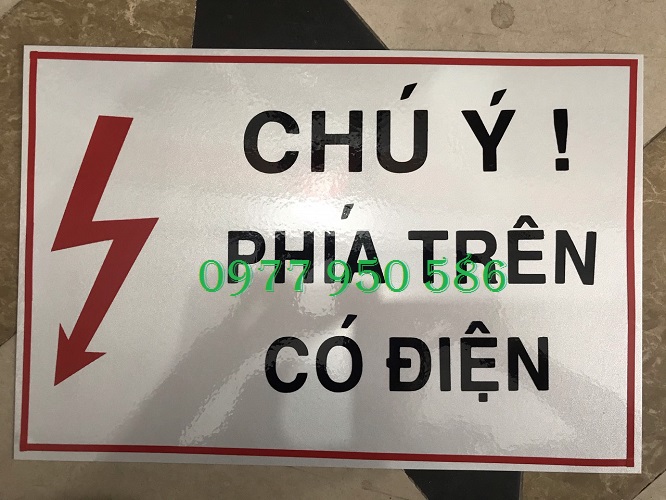 CHÚ Ý !
PHÍA TRÊN
0977 950 586
CÓ ĐIỆN